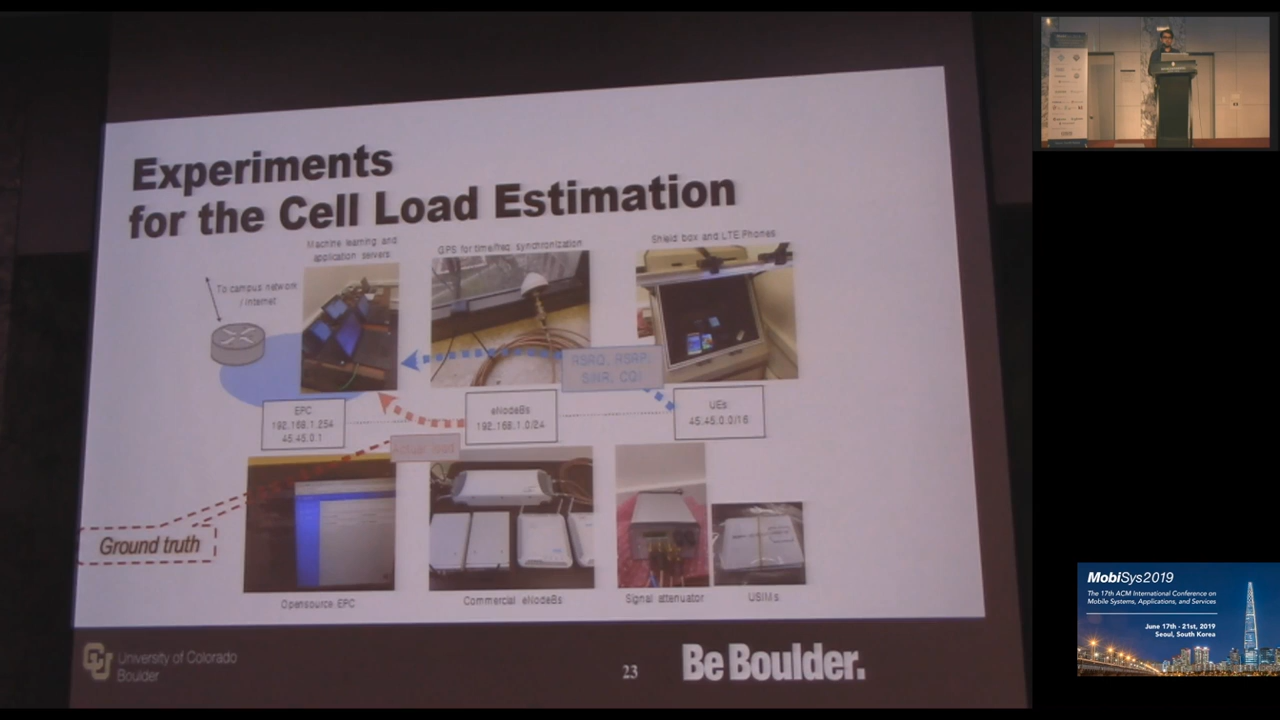 Experiments
for the Cell Load Estimation
Machine learning and
application servers
GPS for time/freq. synchronization
Shield box and LTE Phones
To campus network
/ internet
RSRQ, RSRP,
SINR, CQI
EPC
192.168.1.254
45.45.0.1
eNodeBs
192.168.1.0/24
UEs
45.45.0.0/16
Actual load
Ground truth
Opensource EPC
Commercial eNodeBs
Signal attenuator
USIMs
University of Colorado
Boulder
23
Be Boulder.
MobiSys2019
The 17th ACM International Conference on
Mobile Systems, Applications, and Services
June 17th - 21st, 2019
Seoul, South Korea